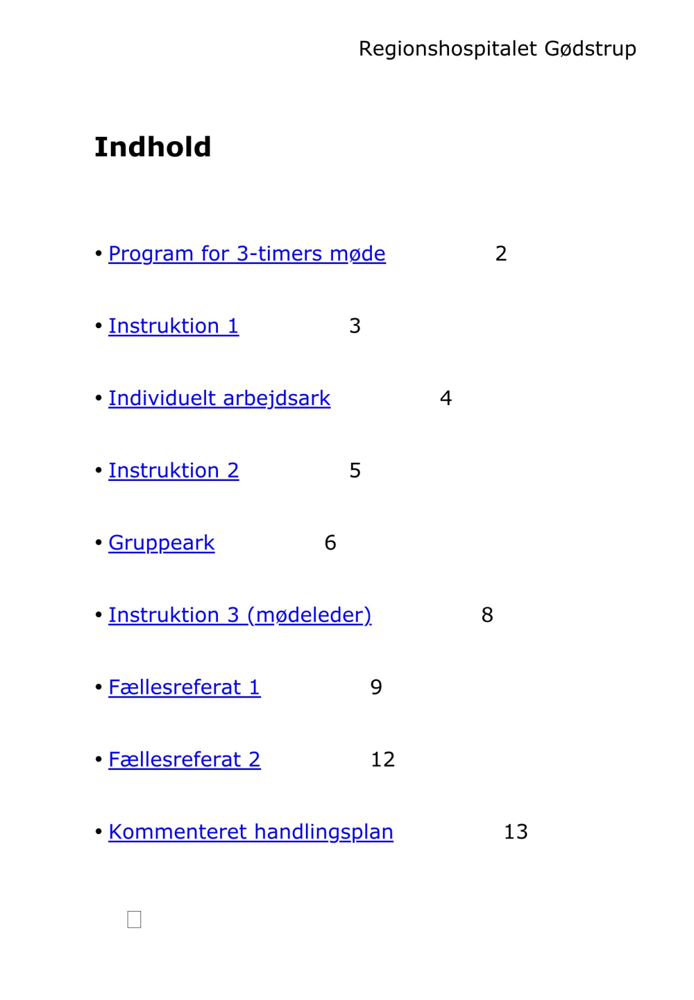 Regionshospitalet Gødstrup
Indhold
• Program for 3-timers møde 2
• Instruktion 1 3
• Individuelt arbejdsark 4
• Instruktion 2 5
• Gruppeark 6
• Instruktion 3 (mødeleder) 8
• Fællesreferat 1 9
• Fællesreferat 2 12
• Kommenteret handlingsplan 13